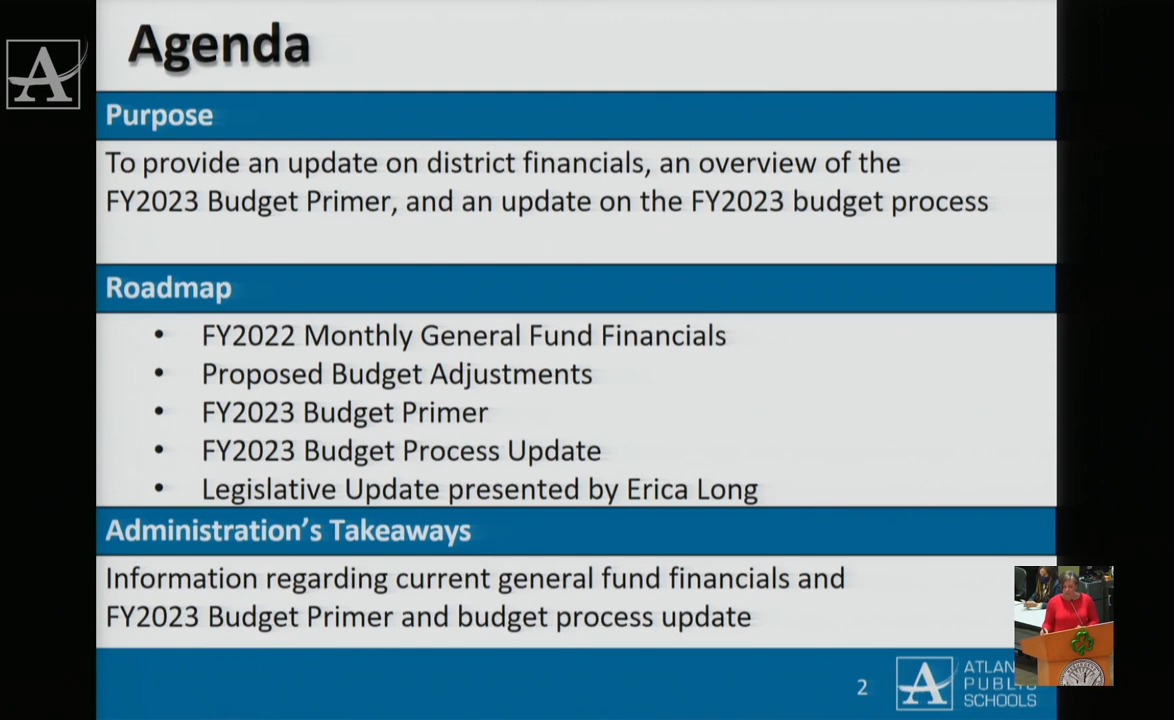 Agenda
Purpose
To provide an update on district financials, an overview of the
FY2023 Budget Primer, and an update on the FY2023 budget process
Roadmap
• FY2022 Monthly General Fund Financials
• Proposed Budget Adjustments
• FY2023 Budget Primer
• FY2023 Budget Process Update
• Legislative Update presented by Erica Long
Administration's Takeaways
Information regarding current general fund financials and
FY2023 Budget Primer and budget process update
2
A
ATLAN
PUBLIC
SCHOOLS
A